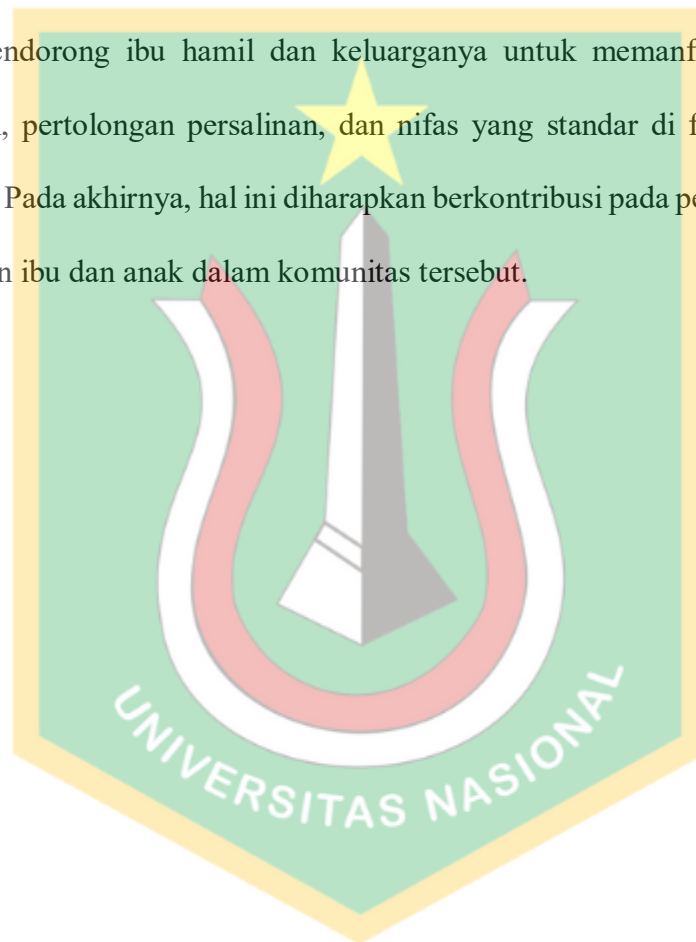 endorong ibu hamil dan keluarganya untuk memanf
, pertolongan persalinan, dan nifas yang standar di f
Pada akhirnya, hal ini diharapkan berkontribusi pada pe
n ibu dan anak dalam komunitas tersebut.
UNIVERSITAS NASIONAL